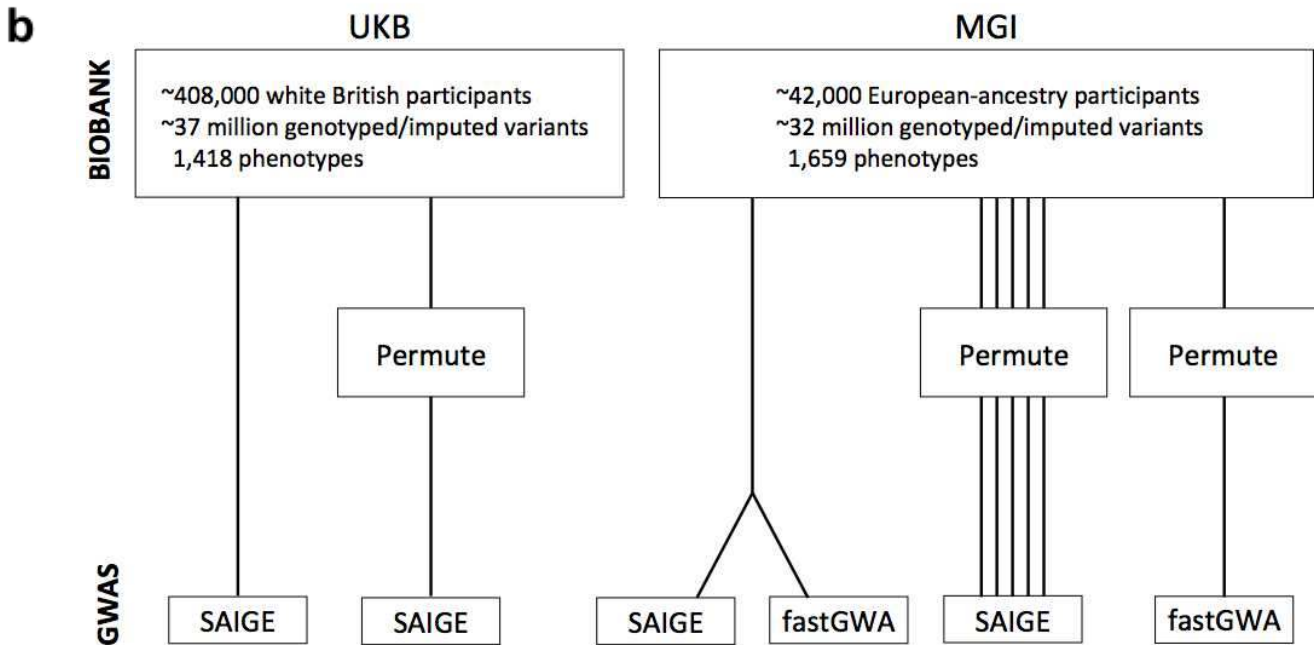 b
UKB
MGI
BIOBANK
~408,000 white British participants
~37 million genotyped/imputed variants
1,418 phenotypes
~42,000 European-ancestry participants
~32 million genotyped/imputed variants
1,659 phenotypes
Permute
Permute
Permute
GWAS
SAIGE
SAIGE
SAIGE
fastGWA
SAIGE
fastGWA